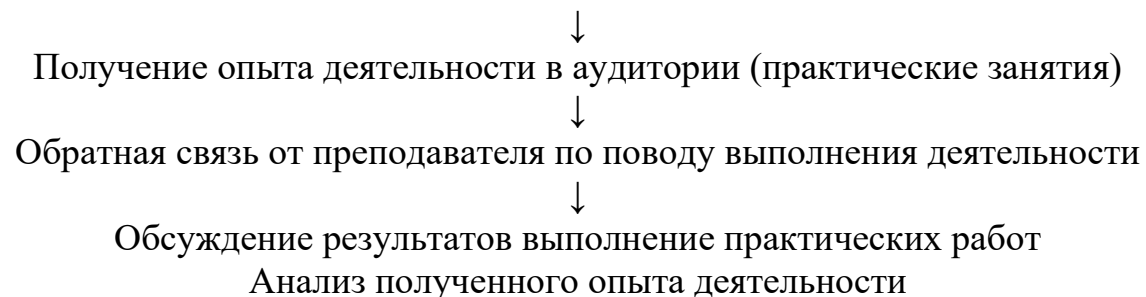 ↓
Получение опыта деятельности в аудитории (практические занятия)
↓
Обратная связь от преподавателя по поводу выполнения деятельности
↓
Обсуждение результатов выполнение практических работ
Анализ полученного опыта деятельности